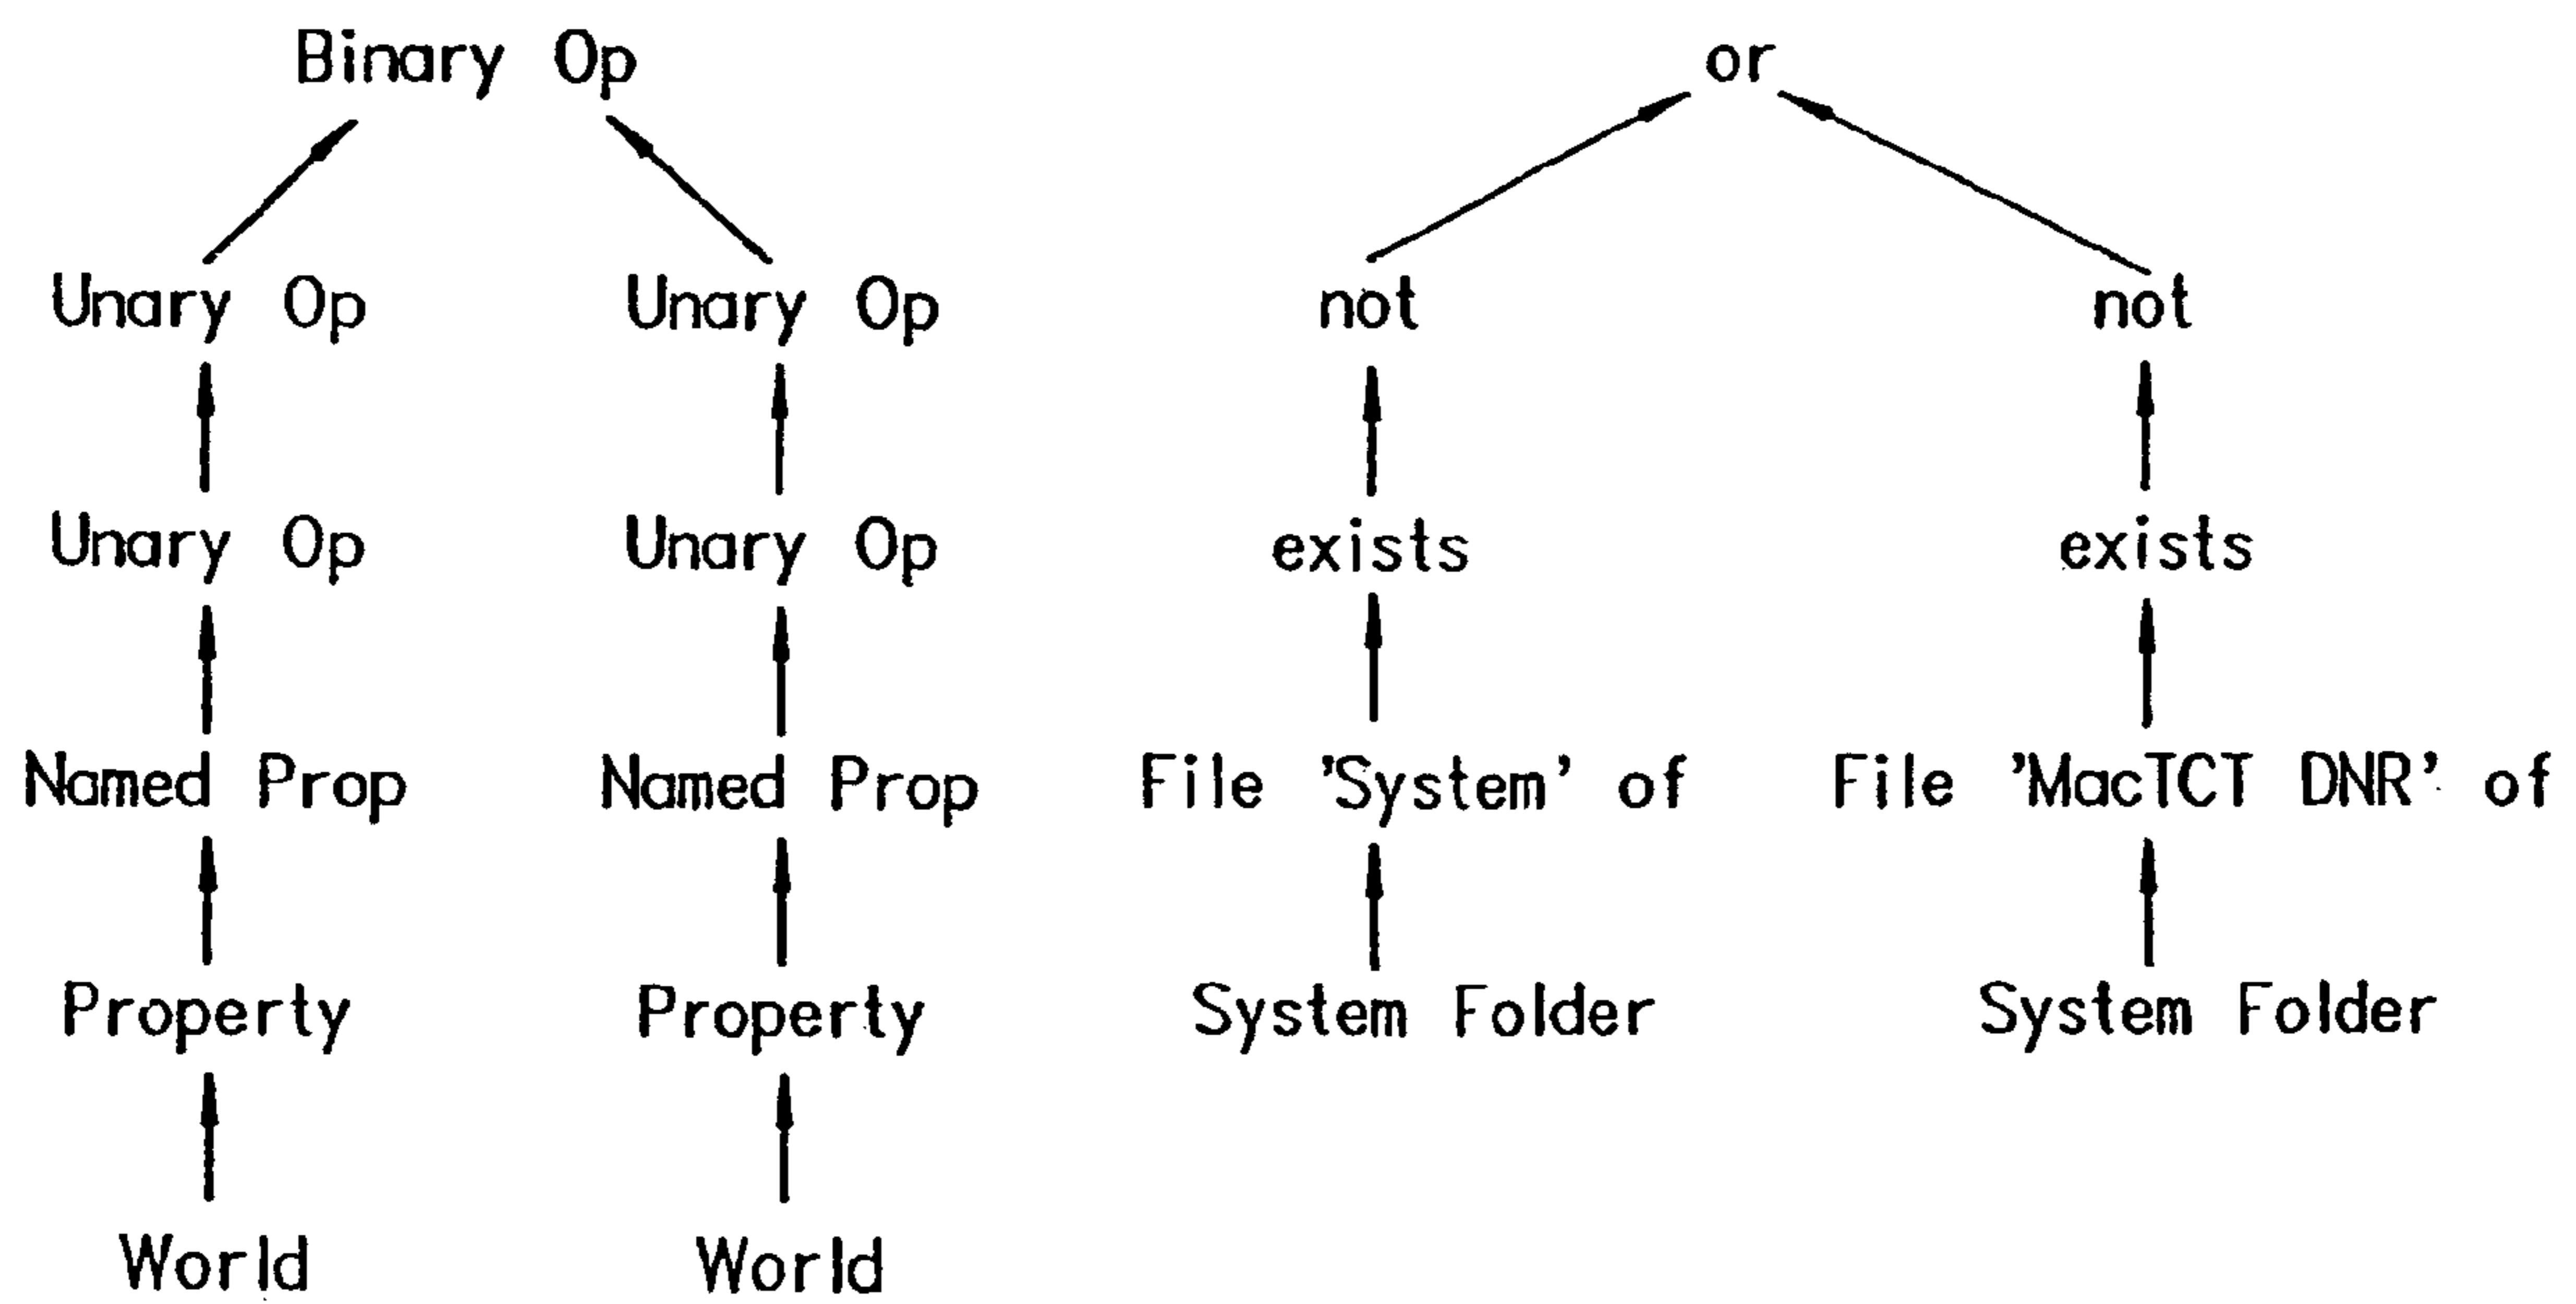 Binary Op or
Unary Op Unary Op not not
Unary Op Unary Op exists exists
Named Prop Named Prop File 'System' of File 'MacTCT DNR' of
Property Property System Folder System Folder
World World